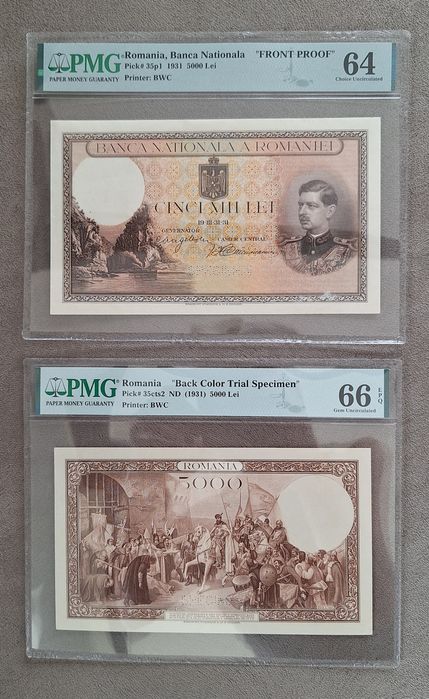 PMG
PAPER MONEY GUARANTY
Romania, Banca Nationala "FRONT PROOF"
Pick# 35p1 1931 5000 Lei
Printer: BWC
64
Choice Uncirculated
BANCA NATIONALA A ROMANIEI
CINCI MII LEI
GUVERNATOR
CASIER CENTRAL
PMG
PAPER MONEY GUARANTY
Romania "Back Color Trial Specimen"
Pick# 35cts2 ND (1931) 5000 Lei
Printer: BWC
66
EPQ
Gem Uncirculated
ROMANIA
5000